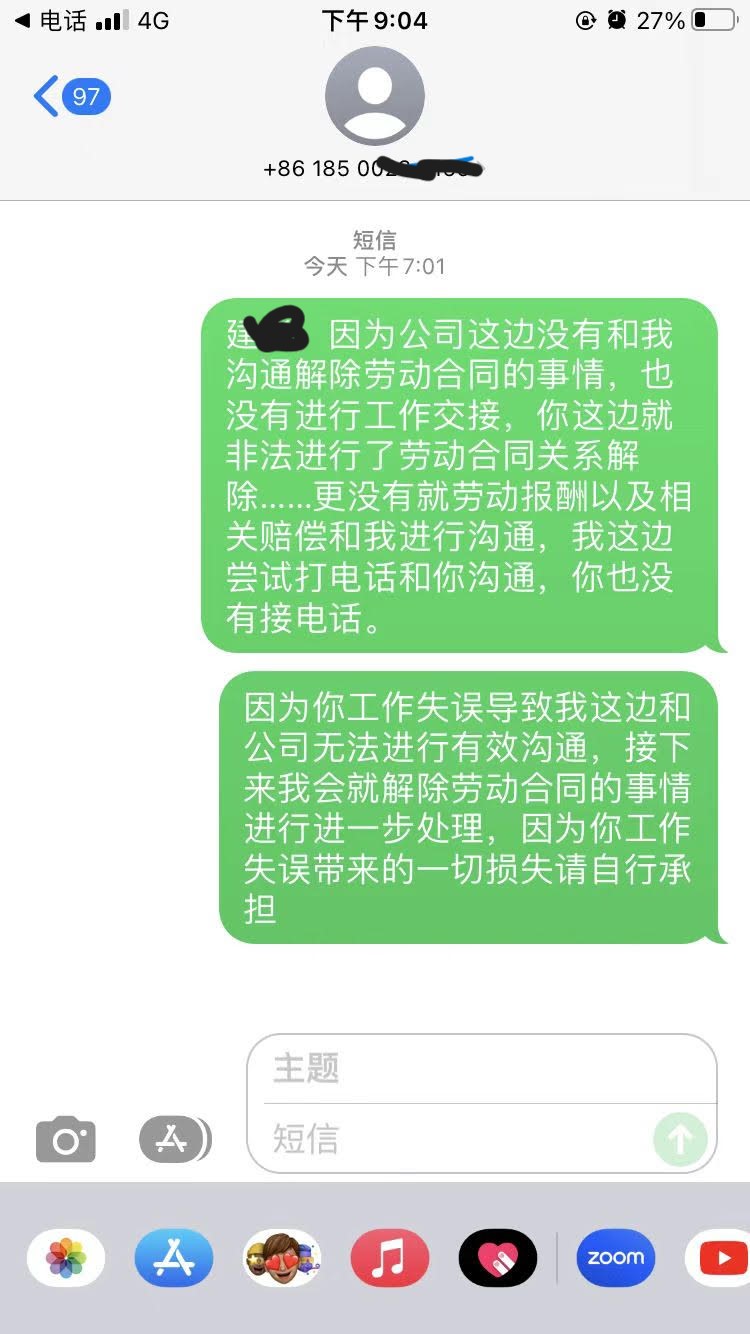 电话 4G 下午9:04 27%
97
+86 185 002
短信
今天 下午7:01
因为公司这边没有和我
沟通解除劳动合同的事情，也
没有进行工作交接，你这边就
非法进行了劳动合同关系解
除……更没有就劳动报酬以及相
关赔偿和我进行沟通，我这边
尝试打电话和你沟通，你也没
有接电话。
因为你工作失误导致我这边和
公司无法进行有效沟通，接下
来我会就解除劳动合同的事情
进行进一步处理，因为你工作
失误带来的一切损失请自行承
担
主题
短信
zoom